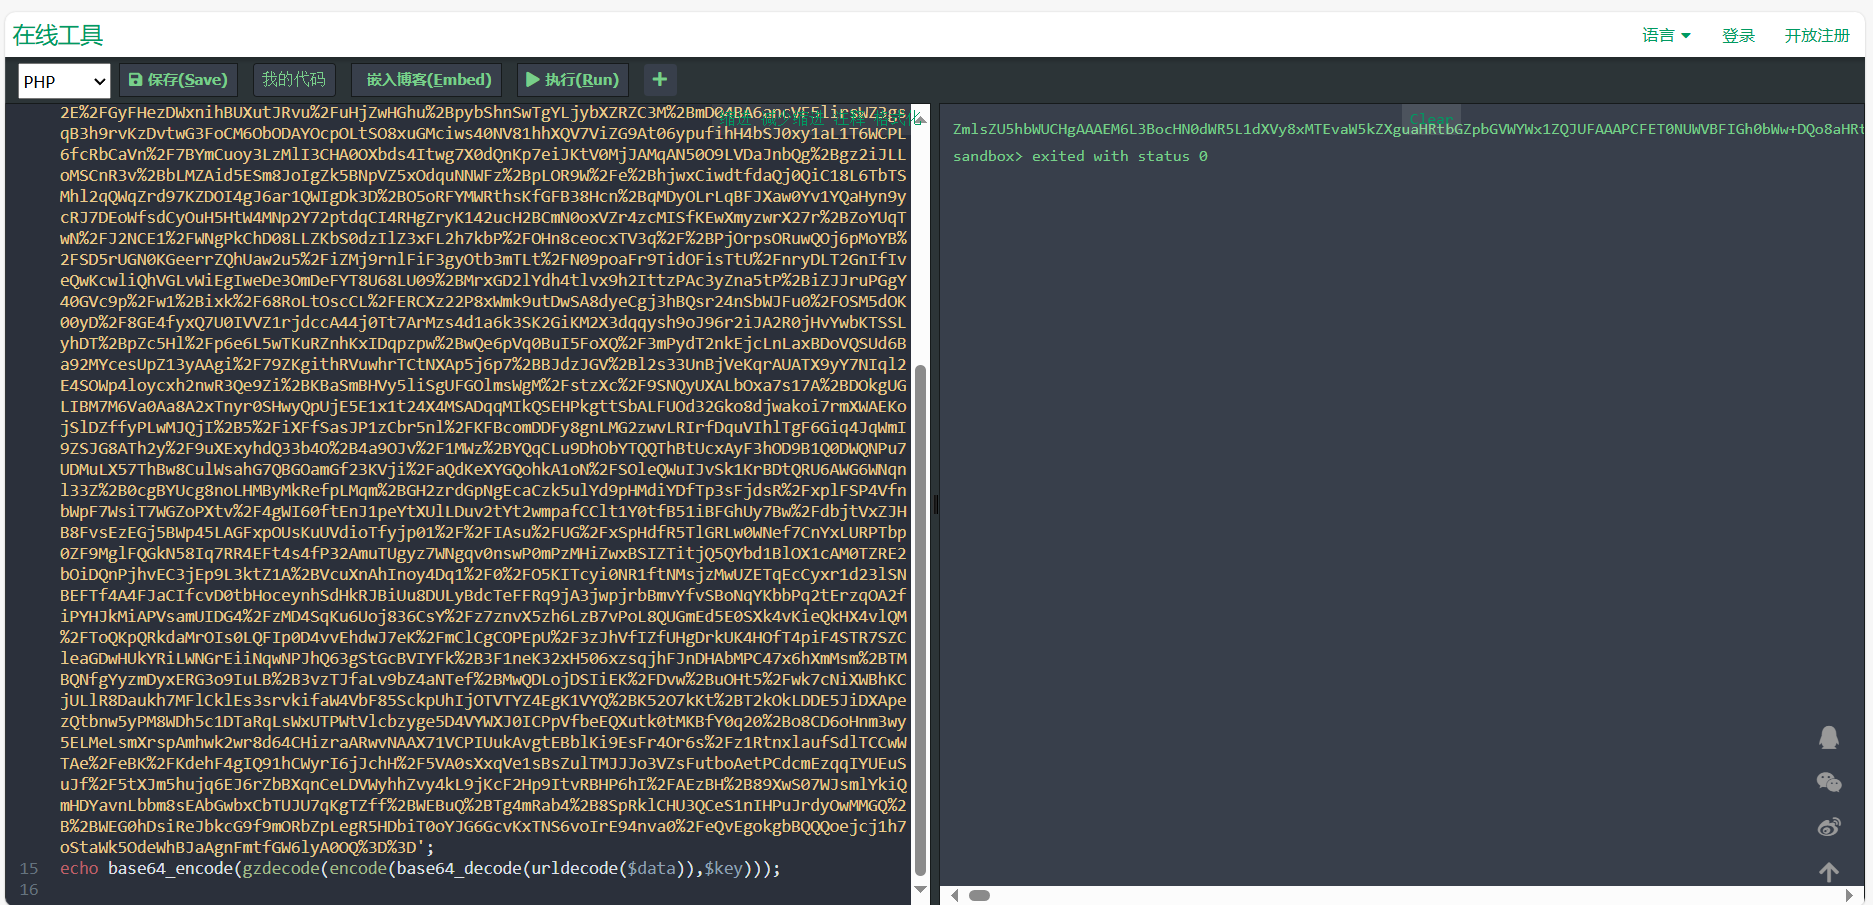 在线工具
语言 登录 开放注册
PHP 保存(Save) 我的代码 嵌入博客(Embed) 执行(Run) +
2E%2FGyFHezDWxnihBUXutJRvu%2FuHjZwHGhu%2BpybShnSwTgYLjybXZRZC3M%2BmD04BA6ancVF5lirsWZ3gs
qB3h9rvKzDvtwG3FoCM6ObODAYOcpOLtSO8xuGMciws40NV81hhXQV7ViZG9At06ypufihH4bSJ0xy1aL1T6WCPL
6fcRbCaVn%2F7BYmCuoy3LzMlI3CHA0OXbds4Itwg7X0dQnKp7eiJKtV0MjJAMqAN50O9LVDaJnbQg%2Bgz2iJLL
oMSCnR3v%2BbLMZAid5ESm8JoIgZk5BNpVZ5xOdquNNWFz%2BpLOR9W%2Fe%2BhjwxCiwdtfdaQj0QiC18L6TbTS
Mhl2qQWqZrd97KZDOI4gJ6ar1QWIgDk3D%2BO5oRFYMWRthsKfGFB38Hcn%2BqMDyOLrLqBFJXaw0Yv1YQaHyn9y
cRJ7DEoWfsdCyOuH5HtW4MNp2Y72ptdqCI4RHgZryK142ucH2BCmN0oxVZr4zcMISfKEwXmyzwrX27r%2BZoYUqT
wN%2FJ2NCE1%2FWNgPkChD08LLZKbS0dzIlZ3xFL2h7kbP%2FOHn8ceocxTV3q%2F%2BPjOrpsORuwQOj6pMoYB%
2FSD5rUGN0KGeerrZQhUaw2u5%2FiZMj9rnlFiF3gyOtb3mTLt%2FN09poaFr9TidOFisTtU%2FnryDLT2GnIfIv
eQwKcwliQhVGLvWiEgIweDe3OmDeFYT8U68LU09%2BMrxGD2lYdh4tlvx9h2IttzPAc3yZna5tP%2BiZJJruPGgY
40GVc9p%2Fw1%2Bixk%2F68RoLtOscCL%2FERCXz22P8xWmk9utDwSA8dyeCgj3hBQsr24nSbWJFu0%2FOSM5dOK
00yD%2F8GE4fyxQ7U0IVVZ1rjdccA44j0Tt7ArMzs4d1a6k3SK2GiKM2X3dqqysh9oJ96r2iJA2R0jHvYwbKTSSL
yhDT%2BpZc5Hl%2Fp6e6L5wTKuRZnhKxIDqpzpw%2BwQe6pVq0BuI5FoXQ%2F3mPydT2nkEjcLnLaxBDoVQSUd6B
a92MYcesUpZ13yAAgi%2F79ZKgithRVuwhrTCtNXAp5j6p7%2BBJdzJGV%2Bl2s33UnBjVeKqrAUATX9yY7NIql2
E4SOWp4loycxh2nwR3Qe9Zi%2BKBaSmBHVy5liSgUFGOlmsWgM%2FstzXc%2F9SNQyUXALbOxa7s17A%2BDOkgUG
LIBM7M6Va0Aa8A2xTnyr0SHwyQpUjE5E1x1t24X4MSADqqMIkQSEHPkgttSbALFUOd32Gko8djwakoi7rmXWAEKo
jSlDZffyPLwMJQjI%2B5%2FiXFfSasJP1zCbr5nl%2FKFBcomDDFy8gnLMG2zwvLRIrfDquVIhlTgF6Giq4JqWmI
9ZSJG8ATh2y%2F9uXExyhdQ33b4O%2B4a9OJv%2F1MWz%2BYQqCLu9DhObYTQQThBtUcxAyF3hOD9B1Q0DWQNPu7
UDMuLX57ThBw8CulWsahG7QBGOamGf23KVji%2FaQdKeXYGQohkA1oN%2FSOleQWuIJvSk1KrBDtQRU6AWG6WNqn
l33Z%2B0cgBYUcg8noLHMByMkRefpLMqm%2BGH2zrdGpNgEcaCzk5ulYd9pHMdiYDfTp3sFjdsR%2FxplFSP4Vfn
bWpF7WsiT7WGZoPXtv%2F4gWI60ftEnJ1peYtXUlLDuv2tYt2wmpafCClt1Y0tfB51iBFGhUy7Bw%2FdbjtVxZJH
B8FvsEzEGj5BWp45LAGFxpOUsKuUVdioTfyjp01%2F%2FIAsu%2FUG%2FxSpHdfR5TlGRLw0WNef7CnYxLURPTbp
0ZF9MglFQGkN58Iq7RR4EFt4s4fP32AmuTUgyz7WNgqv0nswP0mPzMHiZwxBSIZTitjQ5QYbd1BlOX1cAM0TZRE2
bOiDQnPjhvEC3jEp9L3ktZ1A%2BVcuXnAhInoy4Dq1%2F0%2FO5KITcyi0NR1ftNMsjzMwUZETqEcCyxr1d23lSN
BEFTf4A4FJaCIfcvD0tbHoceynhSdHkRJBiUu8DULyBdcTeFFRq9jA3jwpjrbBmvYfvSBoNqYKbbPq2tErzqOA2f
iPYHJkMiAPVsamUIDG4%2FzMD4SqKu6Uoj836CsY%2Fz7znvX5zh6LzB7vPoL8QUGmEd5E0SXk4vKieQkHX4vlQM
%2FToQKpQRkdaMrOIs0LQFIp0D4vvEhdwJ7eK%2FmClCgCOPEpU%2F3zJhVfIZfUHgDrkUK4HOfT4piF4STR7SZC
leaGDwHUkYRiLWNGrEiiNqwNPJhQ63gStGcBVIYFk%2B3F1neK32xH506xzsqjhFJnDHAbMPC47x6hXmMsm%2BTM
BQNfgYyzmDyxERG3o9IuLB%2B3vzTJfaLv9bZ4aNTef%2BMwQDLojDSIiEK%2FDvw%2BuOHt5%2Fwk7cNiXWBhKC
jULlR8Daukh7MFlCklEs3srvkifaW4VbF85SckpUhIjOTVTYZ4EgK1VYQ%2BK52O7kKt%2BT2kOkLDDE5JiDXApe
zQtbnw5yPM8WDh5c1DTaRqLsWxUTPWtVlcbzyge5D4VYWXJ0ICPpVfbeEQXutk0tMKBfY0q20%2Bo8CD6oHnm3wy
5ELMeLsmXrspAmhwk2wr8d64CHizraARwvNAAX71VCPIUukAvgtEBblKi9EsFr4Or6s%2Fz1RtnxlaufSdlTCCwW
TAe%2FeBK%2FKdehF4gIQ91hCWyrI6jJchH%2F5VA0sXxqVe1sBsZulTMJJJo3VZsFutboAetPCdcmEzqqIYUEuS
uJf%2F5tXJm5hujq6EJ6rZbBXqnCeLDVWyhhZvy4kL9jKcF2Hp9ItvRBHP6hI%2FAEzBH%2B89XwS07WJsmlYkiQ
mHDYavnLbbm8sEAbGwbxCbTUJU7qKgTZff%2BWEBuQ%2BTg4mRab4%2B8SpRklCHU3QCeS1nIHPuJrdyOwMMGQ%2
B%2BWEG0hDsiReJbkcG9f9mORbZpLegR5HDbiT0oYJG6GcvKxTNS6voIrE94nva0%2FeQvEgokgbBQQQoejcj1h7
oStaWk5OdeWhBJaAgnFmtfGW6lyA0OQ%3D%3D';
15 echo base64_encode(gzdecode(encode(base64_decode(urldecode($data)),$key)));
16
Clear
ZmlsZU5hbWUCHgAAAEM6L3BocHN0dWR5L1dXVy8xMTEvaW5kZXguaHRtbGZpbGVWYWx1ZQJUFAAAPCFET0NUWVBFIGh0bWw+DQo8aHRt
sandbox> exited with status 0